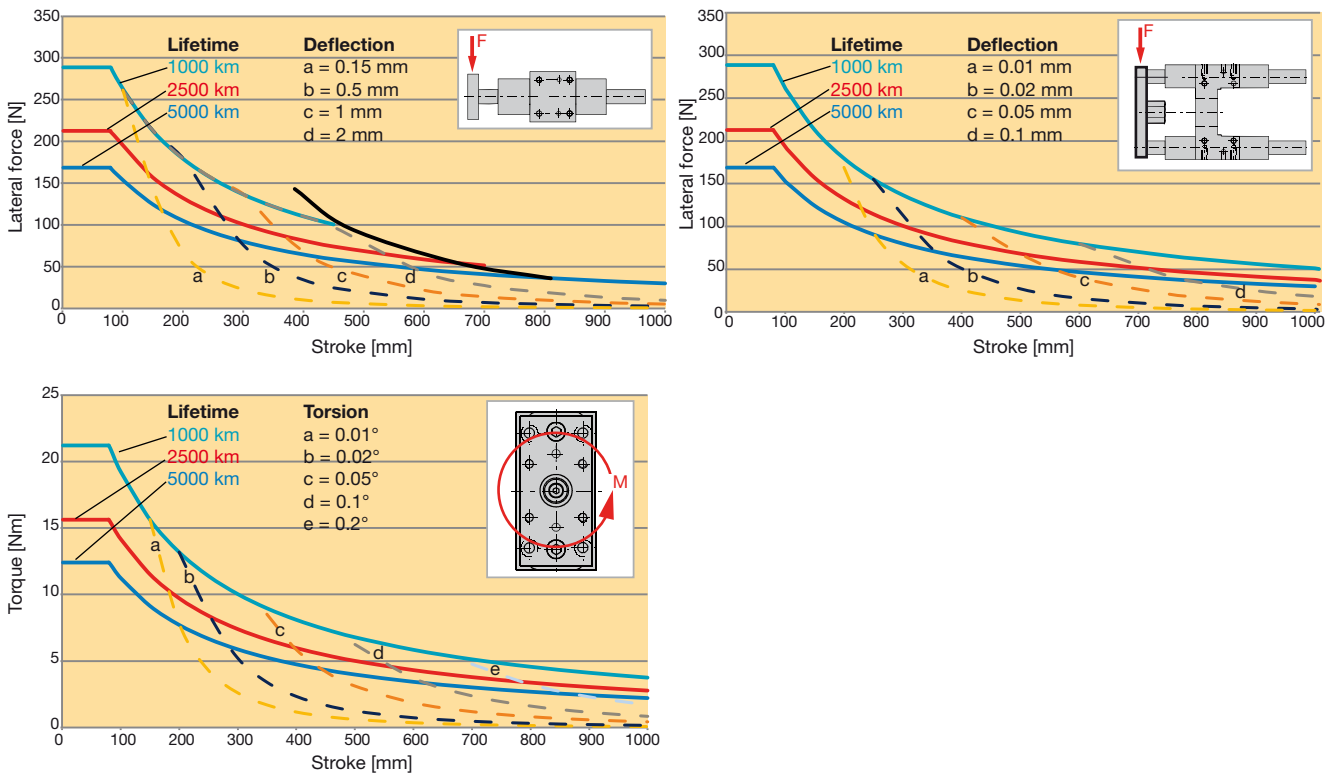 350
300
250
200
150
100
50
0
Lateral force [N]
Lifetime
1000 km
2500 km
5000 km
Deflection
a = 0.15 mm
b = 0.5 mm
c = 1 mm
d = 2 mm
F
a
b
c
d
0 100 200 300 400 500 600 700 800 900 1000
Stroke [mm]
350
300
250
200
150
100
50
0
Lateral force [N]
Lifetime
1000 km
2500 km
5000 km
Deflection
a = 0.01 mm
b = 0.02 mm
c = 0.05 mm
d = 0.1 mm
F
a
b
c
d
0 100 200 300 400 500 600 700 800 900 1000
Stroke [mm]
25
20
15
10
5
0
Torque [Nm]
Lifetime
1000 km
2500 km
5000 km
Torsion
a = 0.01°
b = 0.02°
c = 0.05°
d = 0.1°
e = 0.2°
M
a
b
c
d
e
0 100 200 300 400 500 600 700 800 900 1000
Stroke [mm]